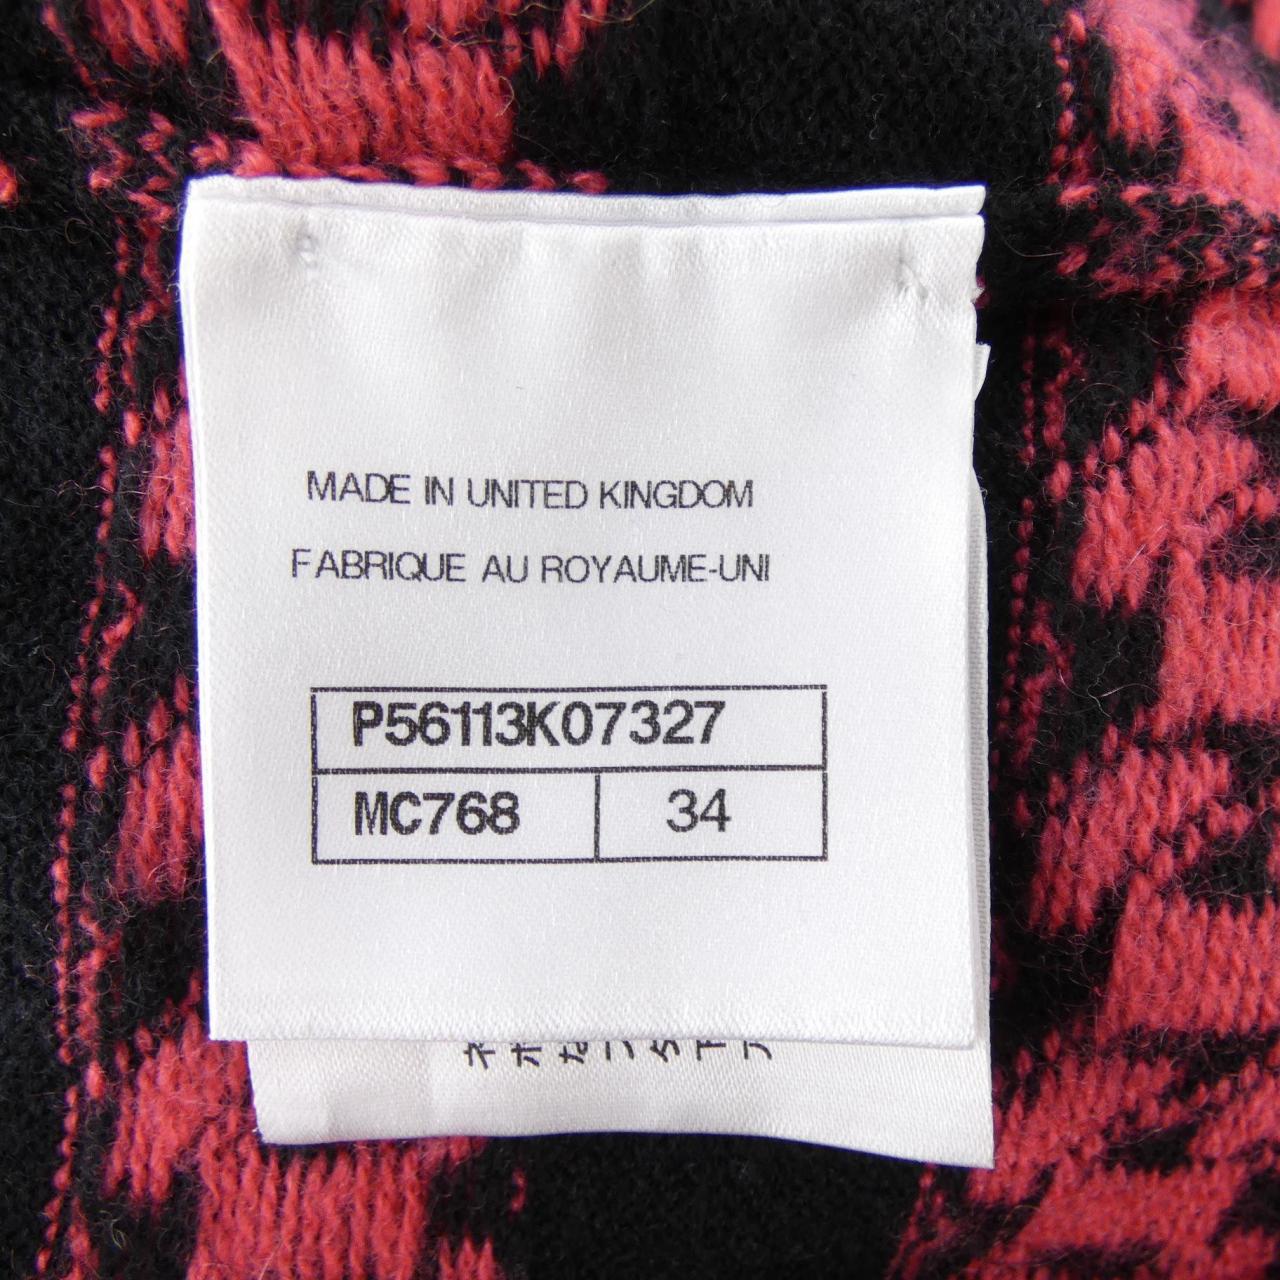 MADE IN UNITED KINGDOM
FABRIQUE AU ROYAUME-UNI
P56113K07327
MC768 34